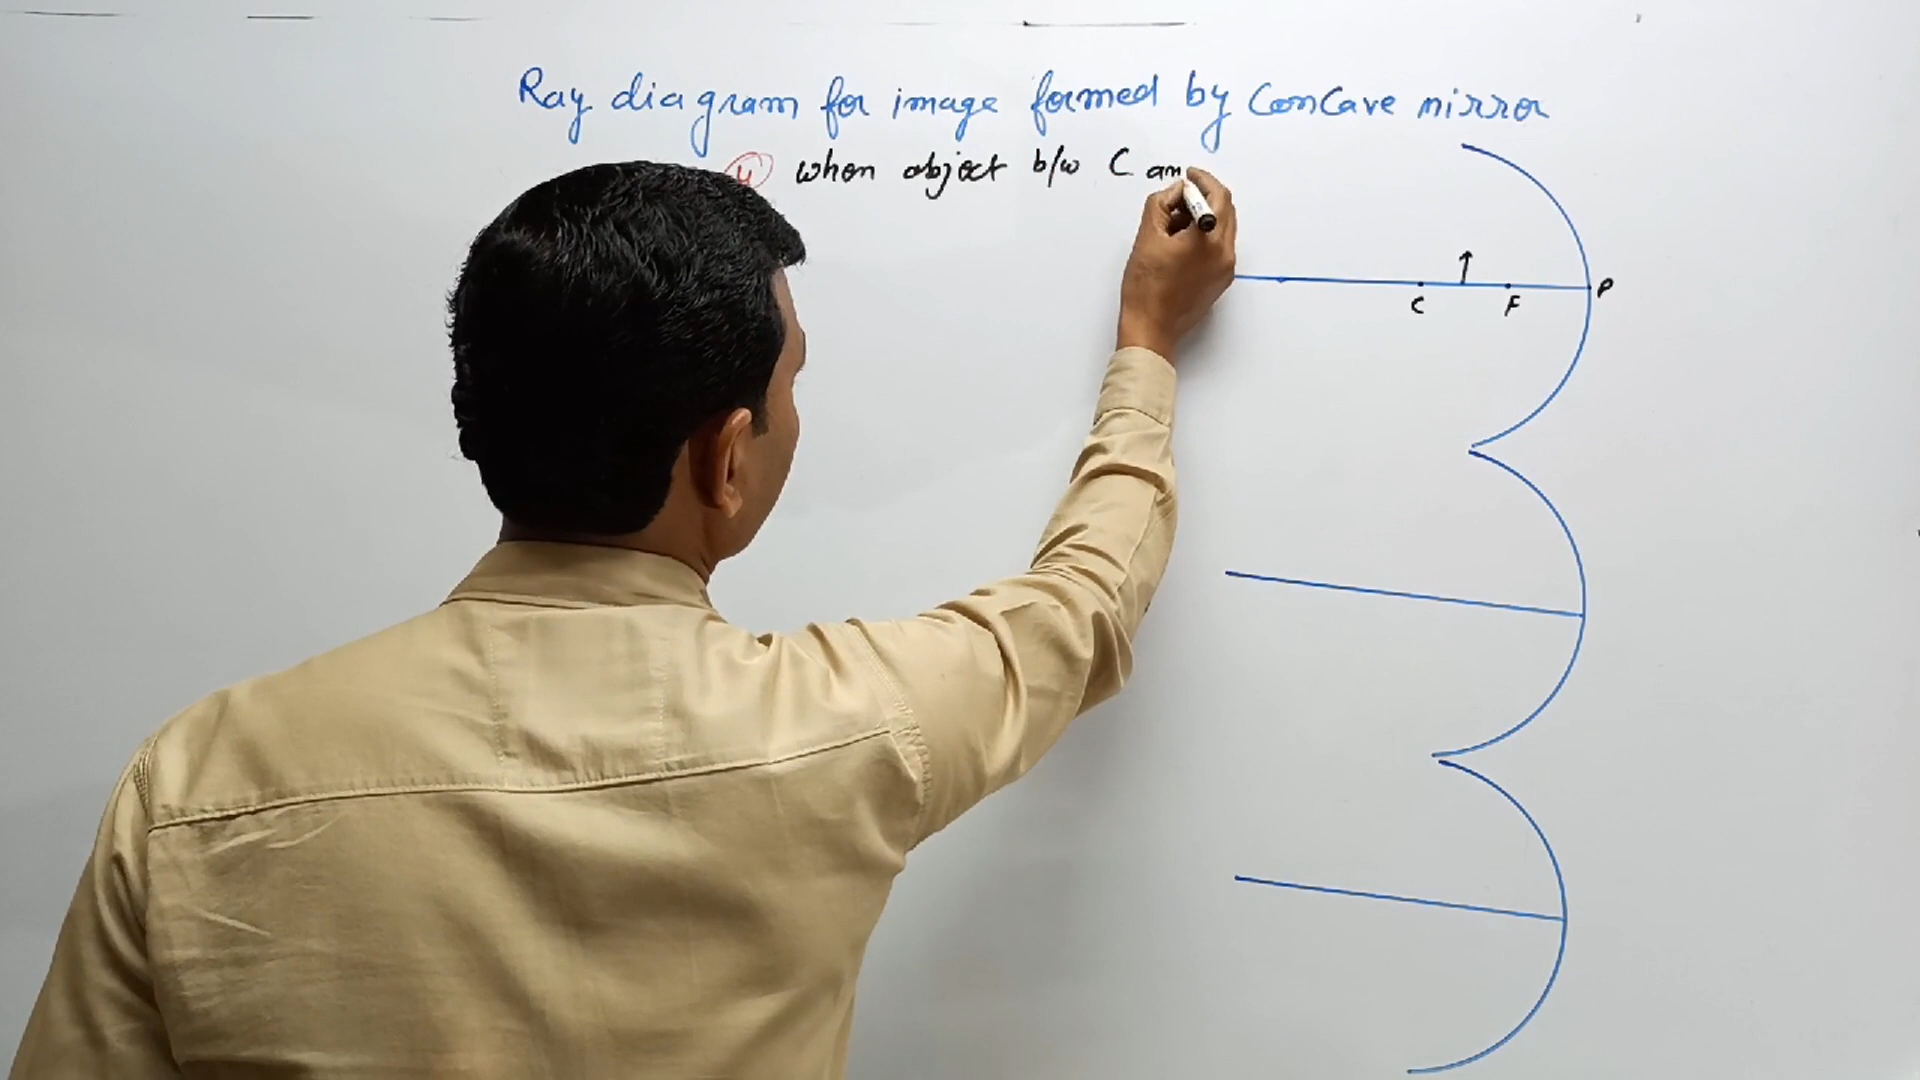 Ray diagram for image formed by Concave mirror
4 when object b/w C an
C F P